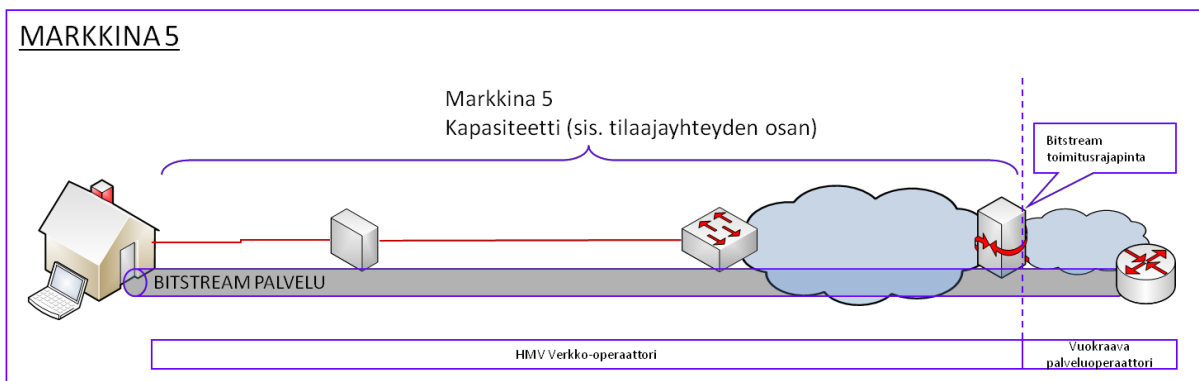 MARKKINA 5
Markkina 5
Kapasiteetti (sis. tilaajayhteyden osan)
Bitstream
toimitusrajapinta
BITSTREAM PALVELU
HMV Verkko-operaattori
Vuokraava
palveluoperaattori